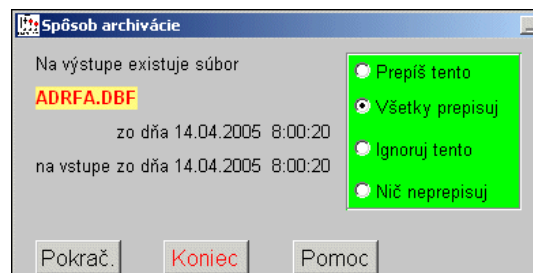 Spôsob archivácie
Na výstupe existuje súbor
ADRFA.DBF
zo dňa 14.04.2005 8:00:20
na vstupe zo dňa 14.04.2005 8:00:20
Prepíš tento
Všetky prepisuj
Ignoruj tento
Nič neprepisuj
Pokrač.
Koniec
Pomoc